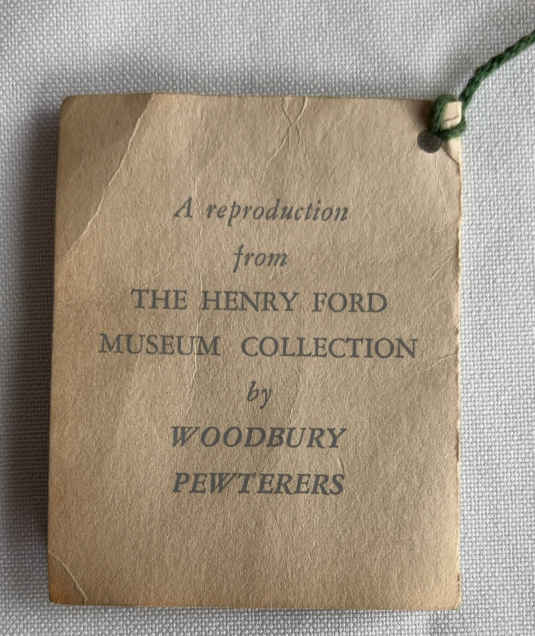 A reproduction
from
THE HENRY FORD
MUSEUM COLLECTION
by
WOODBURY
PEWTERERS